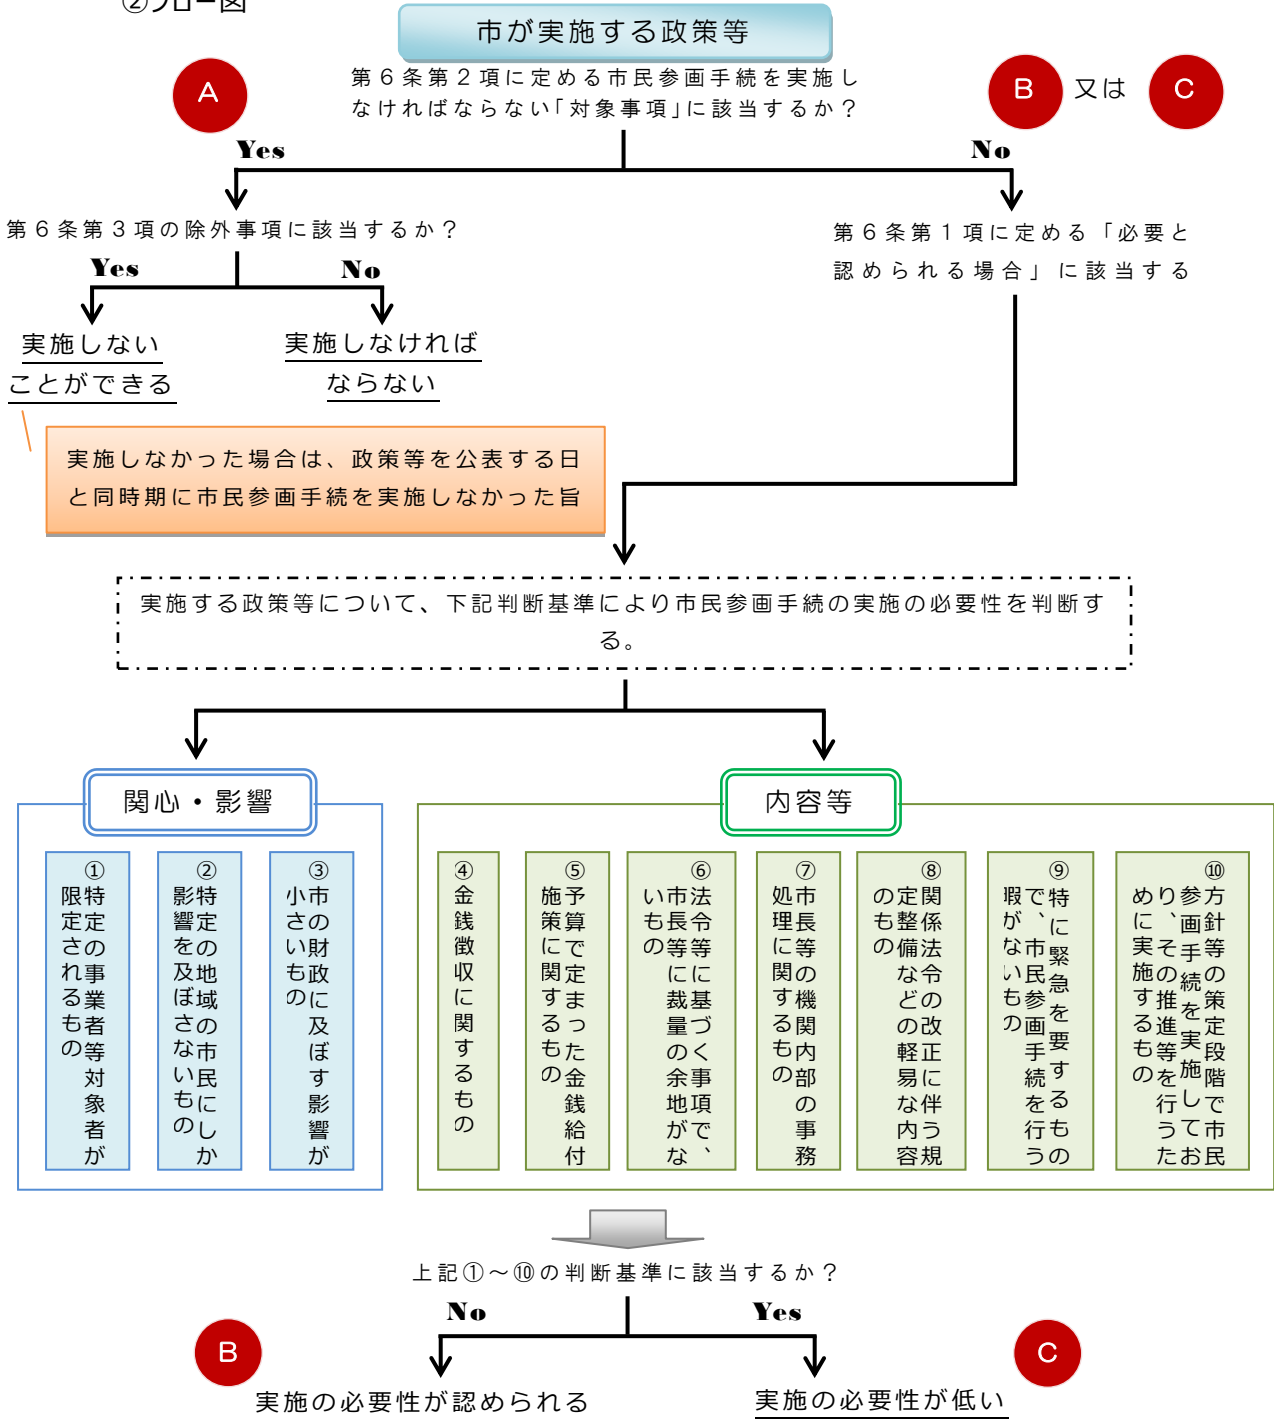 ②フロー図
市が実施する政策等
第６条第２項に定める市民参画手続を実施し
なければならない「対象事項」に該当するか？
A
B 又は C
Yes
No
第６条第３項の除外事項に該当するか？
Yes
No
実施しない
ことができる
実施しなければ
ならない
第６条第１項に定める「必要と
認められる場合」に該当する
実施しなかった場合は、政策等を公表する日
と同時期に市民参画手続を実施しなかった旨
実施する政策等について、下記判断基準により市民参画手続の実施の必要性を判断す
る。
関心・影響
①特定の事業者等対象者が
限定されるもの
②特定の地域の市民にしか
影響を及ぼさないもの
③市の財政に及ぼす影響が
小さいもの
内容等
④金銭徴収に関するもの
⑤予算で定まった金銭給付
施策に関するもの
⑥法令等に基づく事項で、
市長等に裁量の余地がな
いもの
⑦市長等の機関内部の事務
処理に関するもの
⑧関係法令の改正に伴う規
定整備などの軽易な内容
のもの
⑨特に緊急を要するもの
で、市民参画手続を行う
暇がないもの
⑩方針等の策定段階で市民
参画手続を実施してお
り、その推進等を行うた
めに実施するもの
上記①～⑩の判断基準に該当するか？
No
Yes
B
C
実施の必要性が認められる
実施の必要性が低い